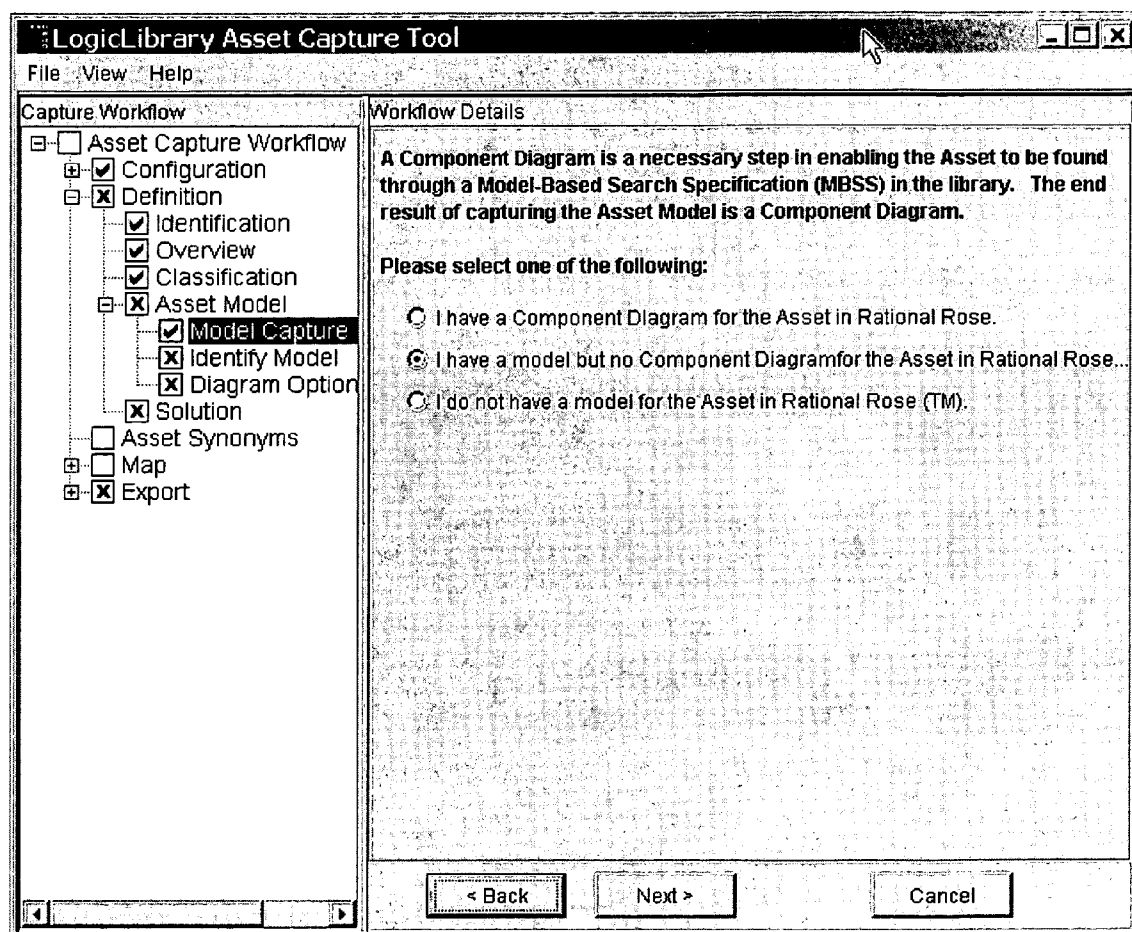 LogicLibrary Asset Capture Tool
File View Help
Capture Workflow
Asset Capture Workflow
Configuration
Definition
Identification
Overview
Classification
Asset Model
Model Capture
Identify Model
Diagram Option
Solution
Asset Synonyms
Map
Export
Workflow Details
A Component Diagram is a necessary step in enabling the Asset to be found
through a Model-Based Search Specification (MBSS) in the library. The end
result of capturing the Asset Model is a Component Diagram.
Please select one of the following:
I have a Component Diagram for the Asset in Rational Rose.
I have a model but no Component Diagramfor the Asset in Rational Rose...
I do not have a model for the Asset in Rational Rose (TM).
< Back Next > Cancel